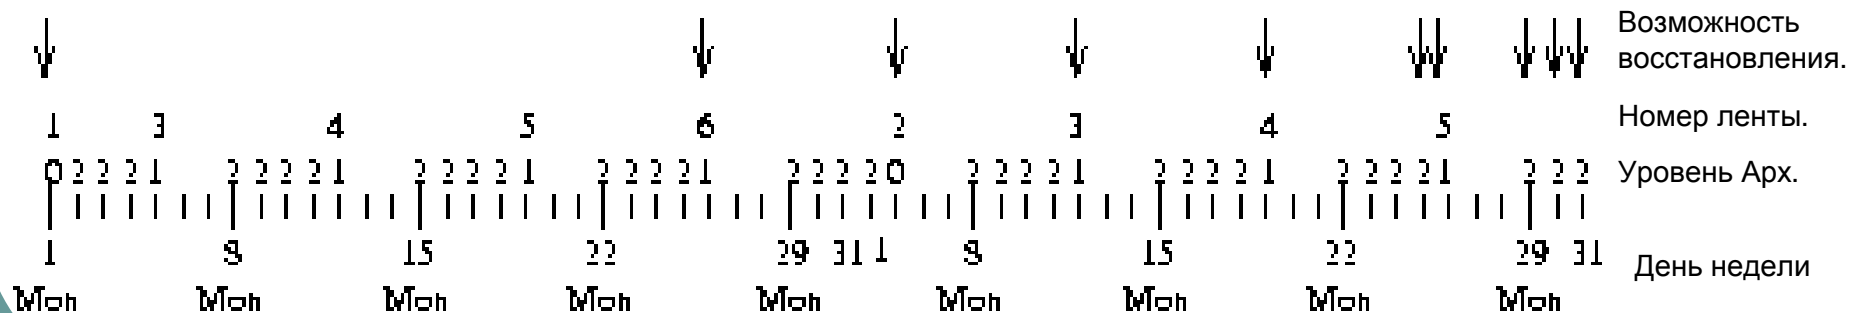 Возможность
восстановления.
1 3 4 5 6 2 3 4 5 Номер ленты.
0 2 2 2 1 2 2 2 2 1 2 2 2 2 1 2 2 2 2 1 2 2 2 2 0 2 2 2 2 1 2 2 2 2 1 2 2 2 2 1 2 2 2 Уровень Арх.
1 8 15 22 29 31 1 8 15 22 29 31 День недели
Mon Mon Mon Mon Mon Mon Mon Mon Mon